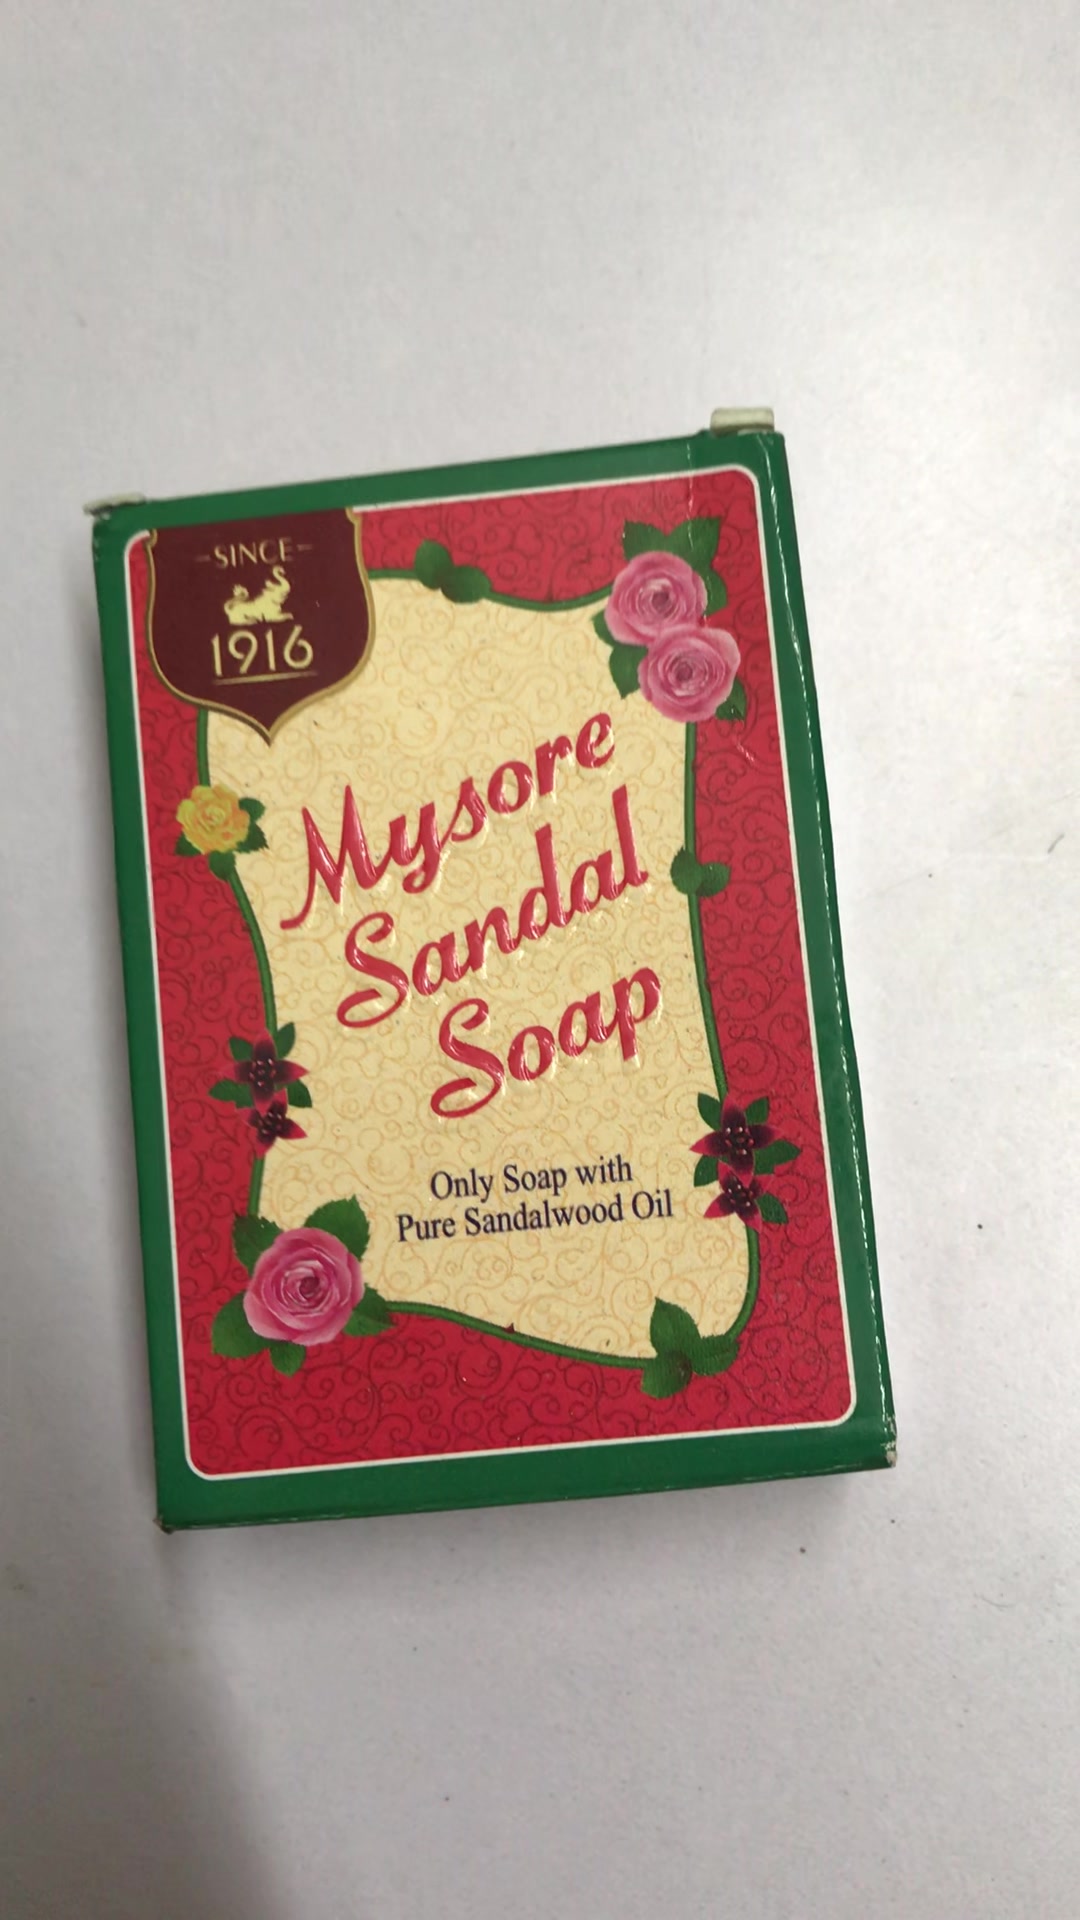 -SINCE-
1916
Mysore
Sandal
Soap
Only Soap with
Pure Sandalwood Oil